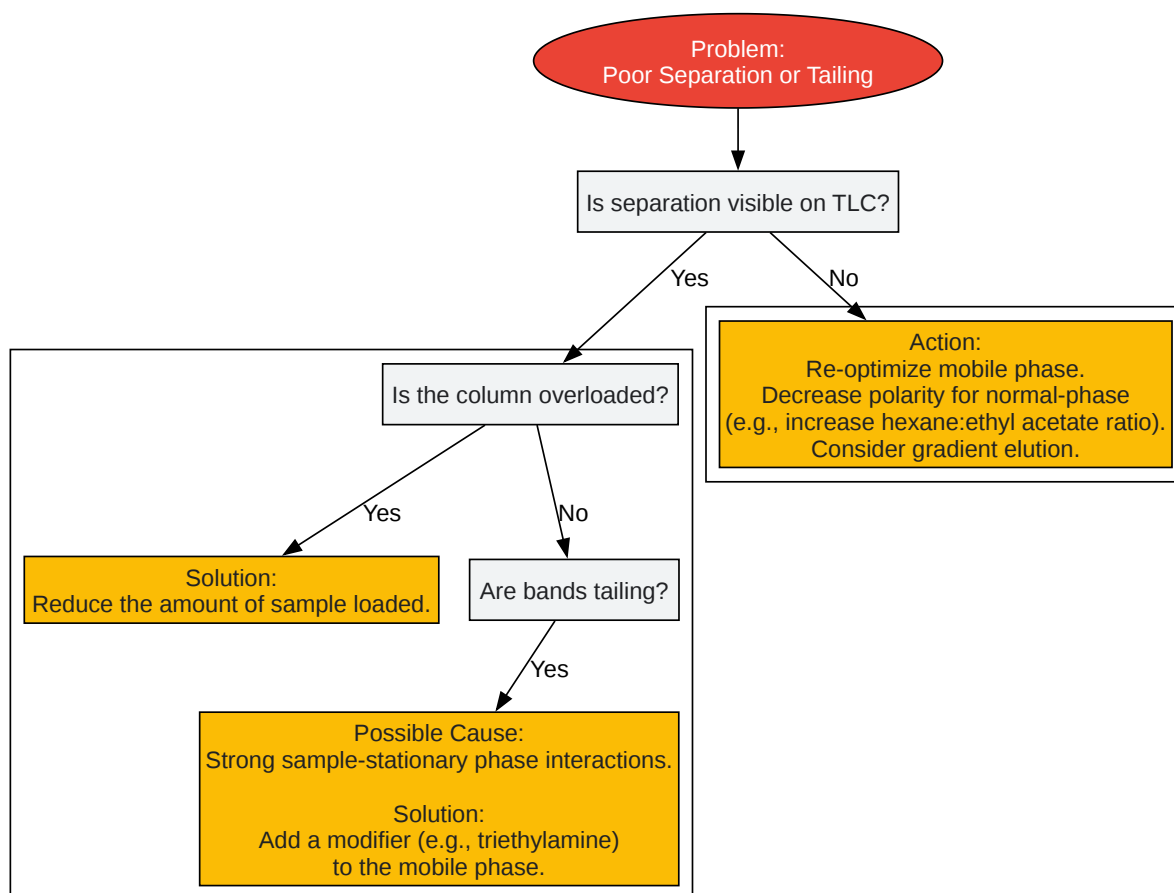 Problem:
Poor Separation or Tailing
Is separation visible on TLC?
Yes
No
Action:
Re-optimize mobile phase.
Decrease polarity for normal-phase
(e.g., increase hexane:ethyl acetate ratio).
Consider gradient elution.
Is the column overloaded?
Yes
No
Solution:
Reduce the amount of sample loaded.
Are bands tailing?
Yes
Possible Cause:
Strong sample-stationary phase interactions.
Solution:
Add a modifier (e.g., triethylamine)
to the mobile phase.